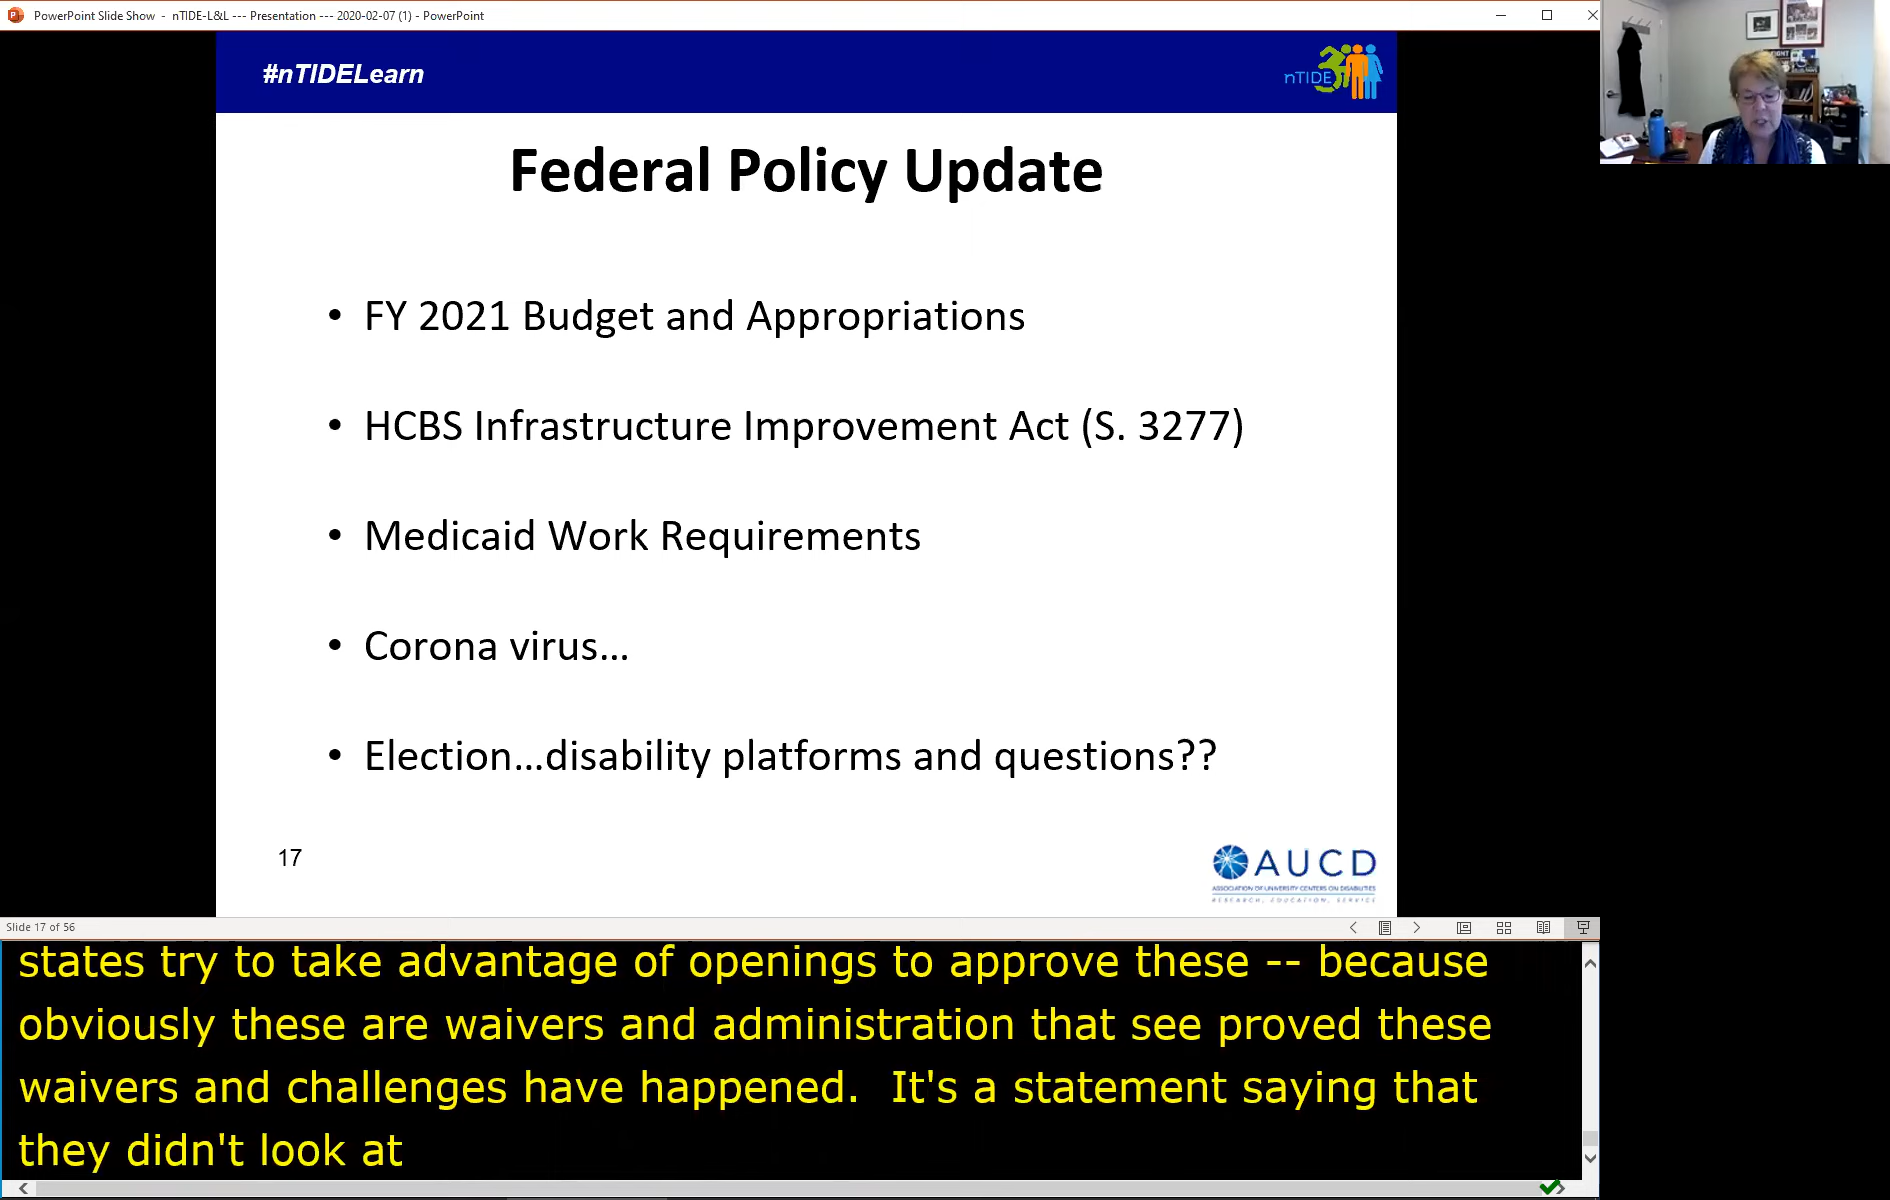 PowerPoint Slide Show - nTIDE-L&L --- Presentation --- 2020-02-07 (1) - PowerPoint
#nTIDELearn
nTIDE
Federal Policy Update
• FY 2021 Budget and Appropriations
• HCBS Infrastructure Improvement Act (S. 3277)
• Medicaid Work Requirements
• Corona virus...
• Election...disability platforms and questions??
17
AUCD
ASSOCIATION OF UNIVERSITY CENTERS ON DISABILITIES
RESEARCH, EDUCATION, SERVICE
Slide 17 of 56
states try to take advantage of openings to approve these -- because
obviously these are waivers and administration that see proved these
waivers and challenges have happened.  It's a statement saying that
they didn't look at